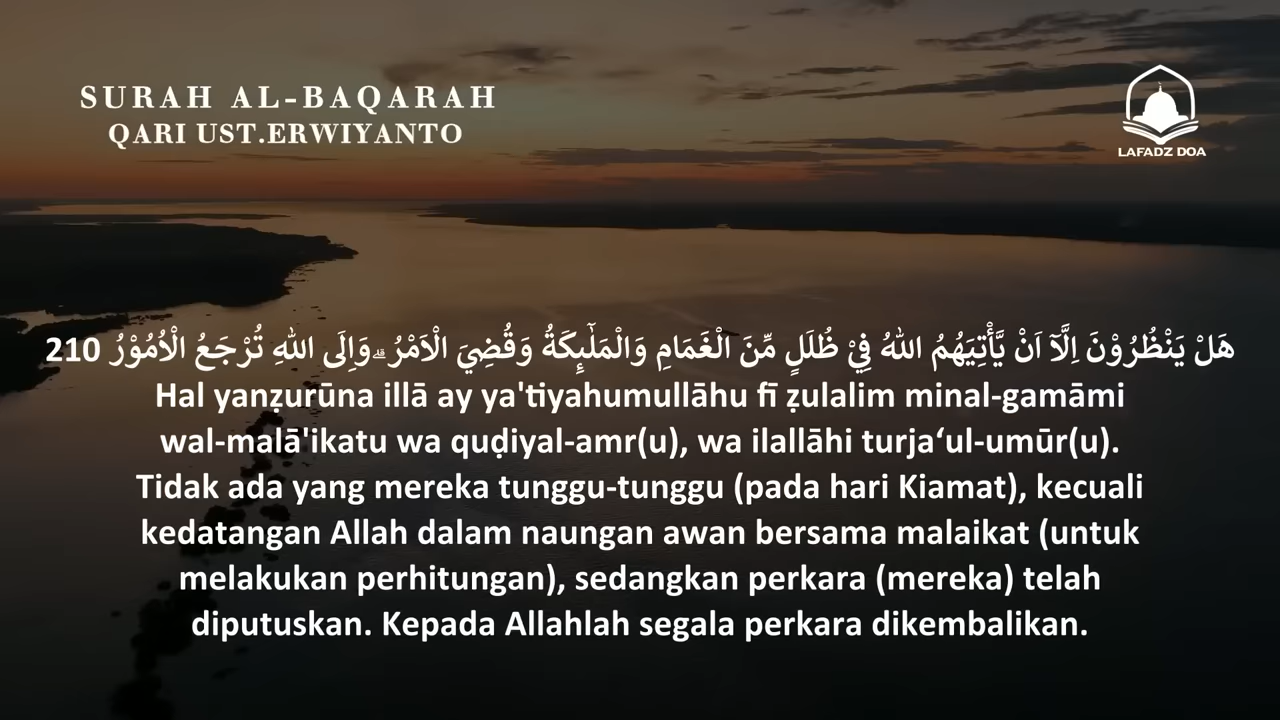 SURAH AL-BAQARAH
QARI UST.ERWIYANTO
LAFADZ DOA
هَلْ يَنْظُرُوْنَ اِلَّآ اَنْ يَّأْتِيَهُمُ اللّٰهُ فِيْ ظُلَلٍ مِّنَ الْغَمَامِ وَالْمَلٰۤىِٕكَةُ وَقُضِيَ الْاَمْرُ ۗوَاِلَى اللّٰهِ تُرْجَعُ الْاُمُوْرُ 210
Hal yanẓurūna illā ay ya'tiyahumullāhu fī ẓulalim minal-gamāmi
wal-malā'ikatu wa quḍiyal-amr(u), wa ilallāhi turja‘ul-umūr(u).
Tidak ada yang mereka tunggu-tunggu (pada hari Kiamat), kecuali
kedatangan Allah dalam naungan awan bersama malaikat (untuk
melakukan perhitungan), sedangkan perkara (mereka) telah
diputuskan. Kepada Allahlah segala perkara dikembalikan.